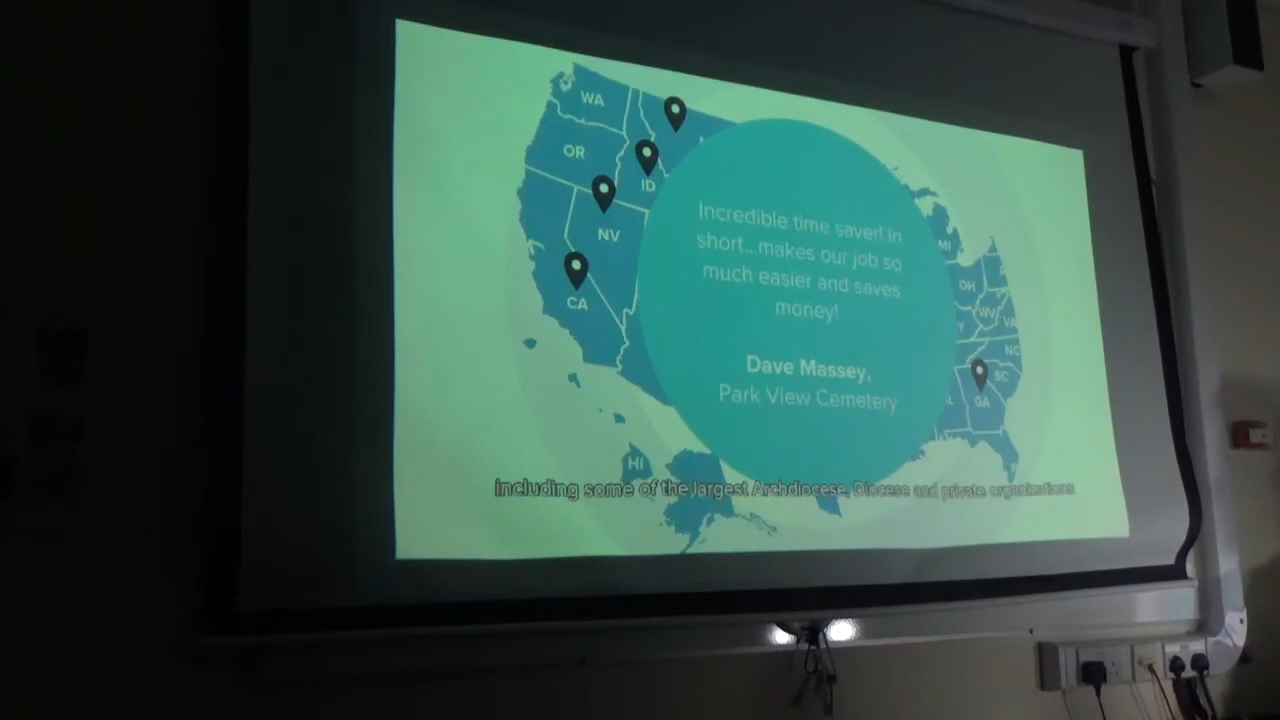 WA
OR
ID
NV
CA
HI
MI
OH
WV
VA
NC
SC
GA
Incredible time saver! In
short...makes our job so
much easier and saves
money!
Dave Massey,
Park View Cemetery
including some of the largest Archdiocese, Diocese and private organizations